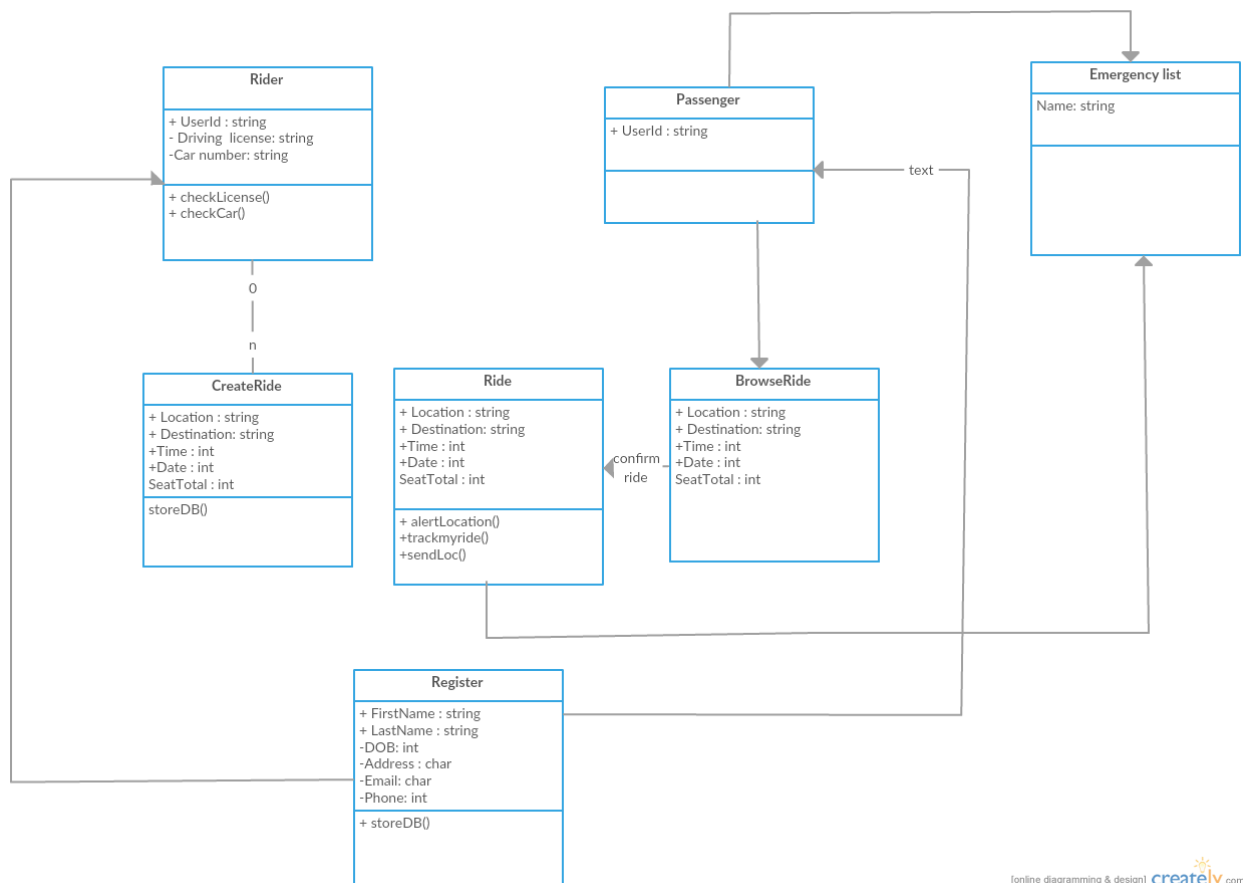 Rider
+ UserId : string
- Driving license: string
-Car number: string
+ checkLicense()
+ checkCar()
Passenger
+ UserId : string
Emergency list
Name: string
text
0
n
CreateRide
+ Location : string
+ Destination: string
+Time : int
+Date : int
SeatTotal : int
storeDB()
Ride
+ Location : string
+ Destination: string
+Time : int
+Date : int
SeatTotal : int
+ alertLocation()
+trackmyride()
+sendLoc()
confirm
ride
BrowseRide
+ Location : string
+ Destination: string
+Time : int
+Date : int
SeatTotal : int
Register
+ FirstName : string
+ LastName : string
-DOB: int
-Address : char
-Email: char
-Phone: int
+ storeDB()
[online diagramming & design] creately.com